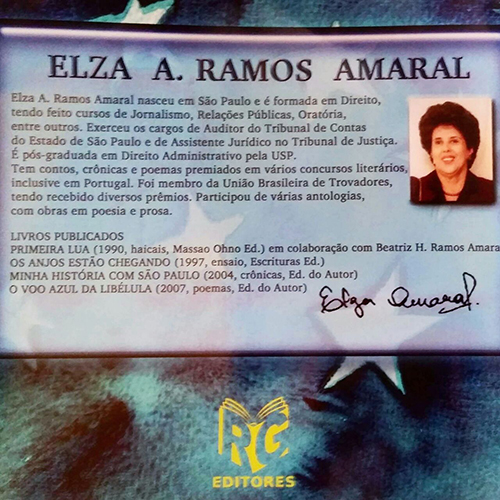 ELZA A. RAMOS AMARAL
Elza A. Ramos Amaral nasceu em São Paulo e é formada em Direito,
tendo feito cursos de Jornalismo, Relações Públicas, Oratória,
entre outros. Exerceu os cargos de Auditor do Tribunal de Contas
do Estado de São Paulo e de Assistente Jurídico no Tribunal de Justiça.
É pós-graduada em Direito Administrativo pela USP.
Tem contos, crônicas e poemas premiados em vários concursos literários,
inclusive em Portugal. Foi membro da União Brasileira de Trovadores,
tendo recebido diversos prêmios. Participou de várias antologias,
com obras em poesia e prosa.
LIVROS PUBLICADOS
PRIMEIRA LUA (1990, haicais, Massao Ohno Ed.) em colaboração com Beatriz H. Ramos Amara
OS ANJOS ESTÃO CHEGANDO (1997, ensaio, Escrituras Ed.)
MINHA HISTÓRIA COM SÃO PAULO (2004, crônicas, Ed. do Autor)
O VOO AZUL DA LIBÉLULA (2007, poemas, Ed. do Autor)
Elza Amaral.
RG
EDITORES